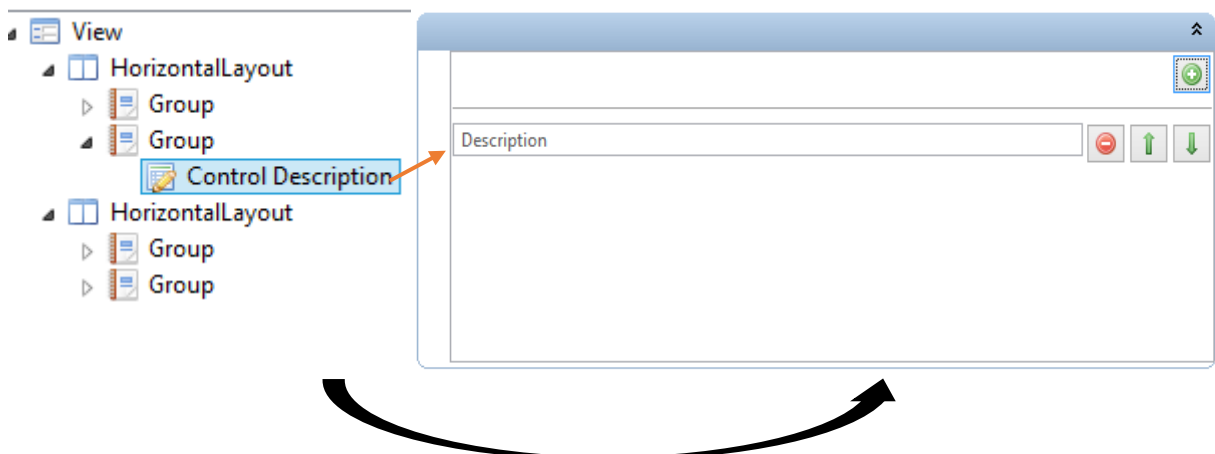 View
HorizontalLayout
Group
Group
Control Description
HorizontalLayout
Group
Group
Description